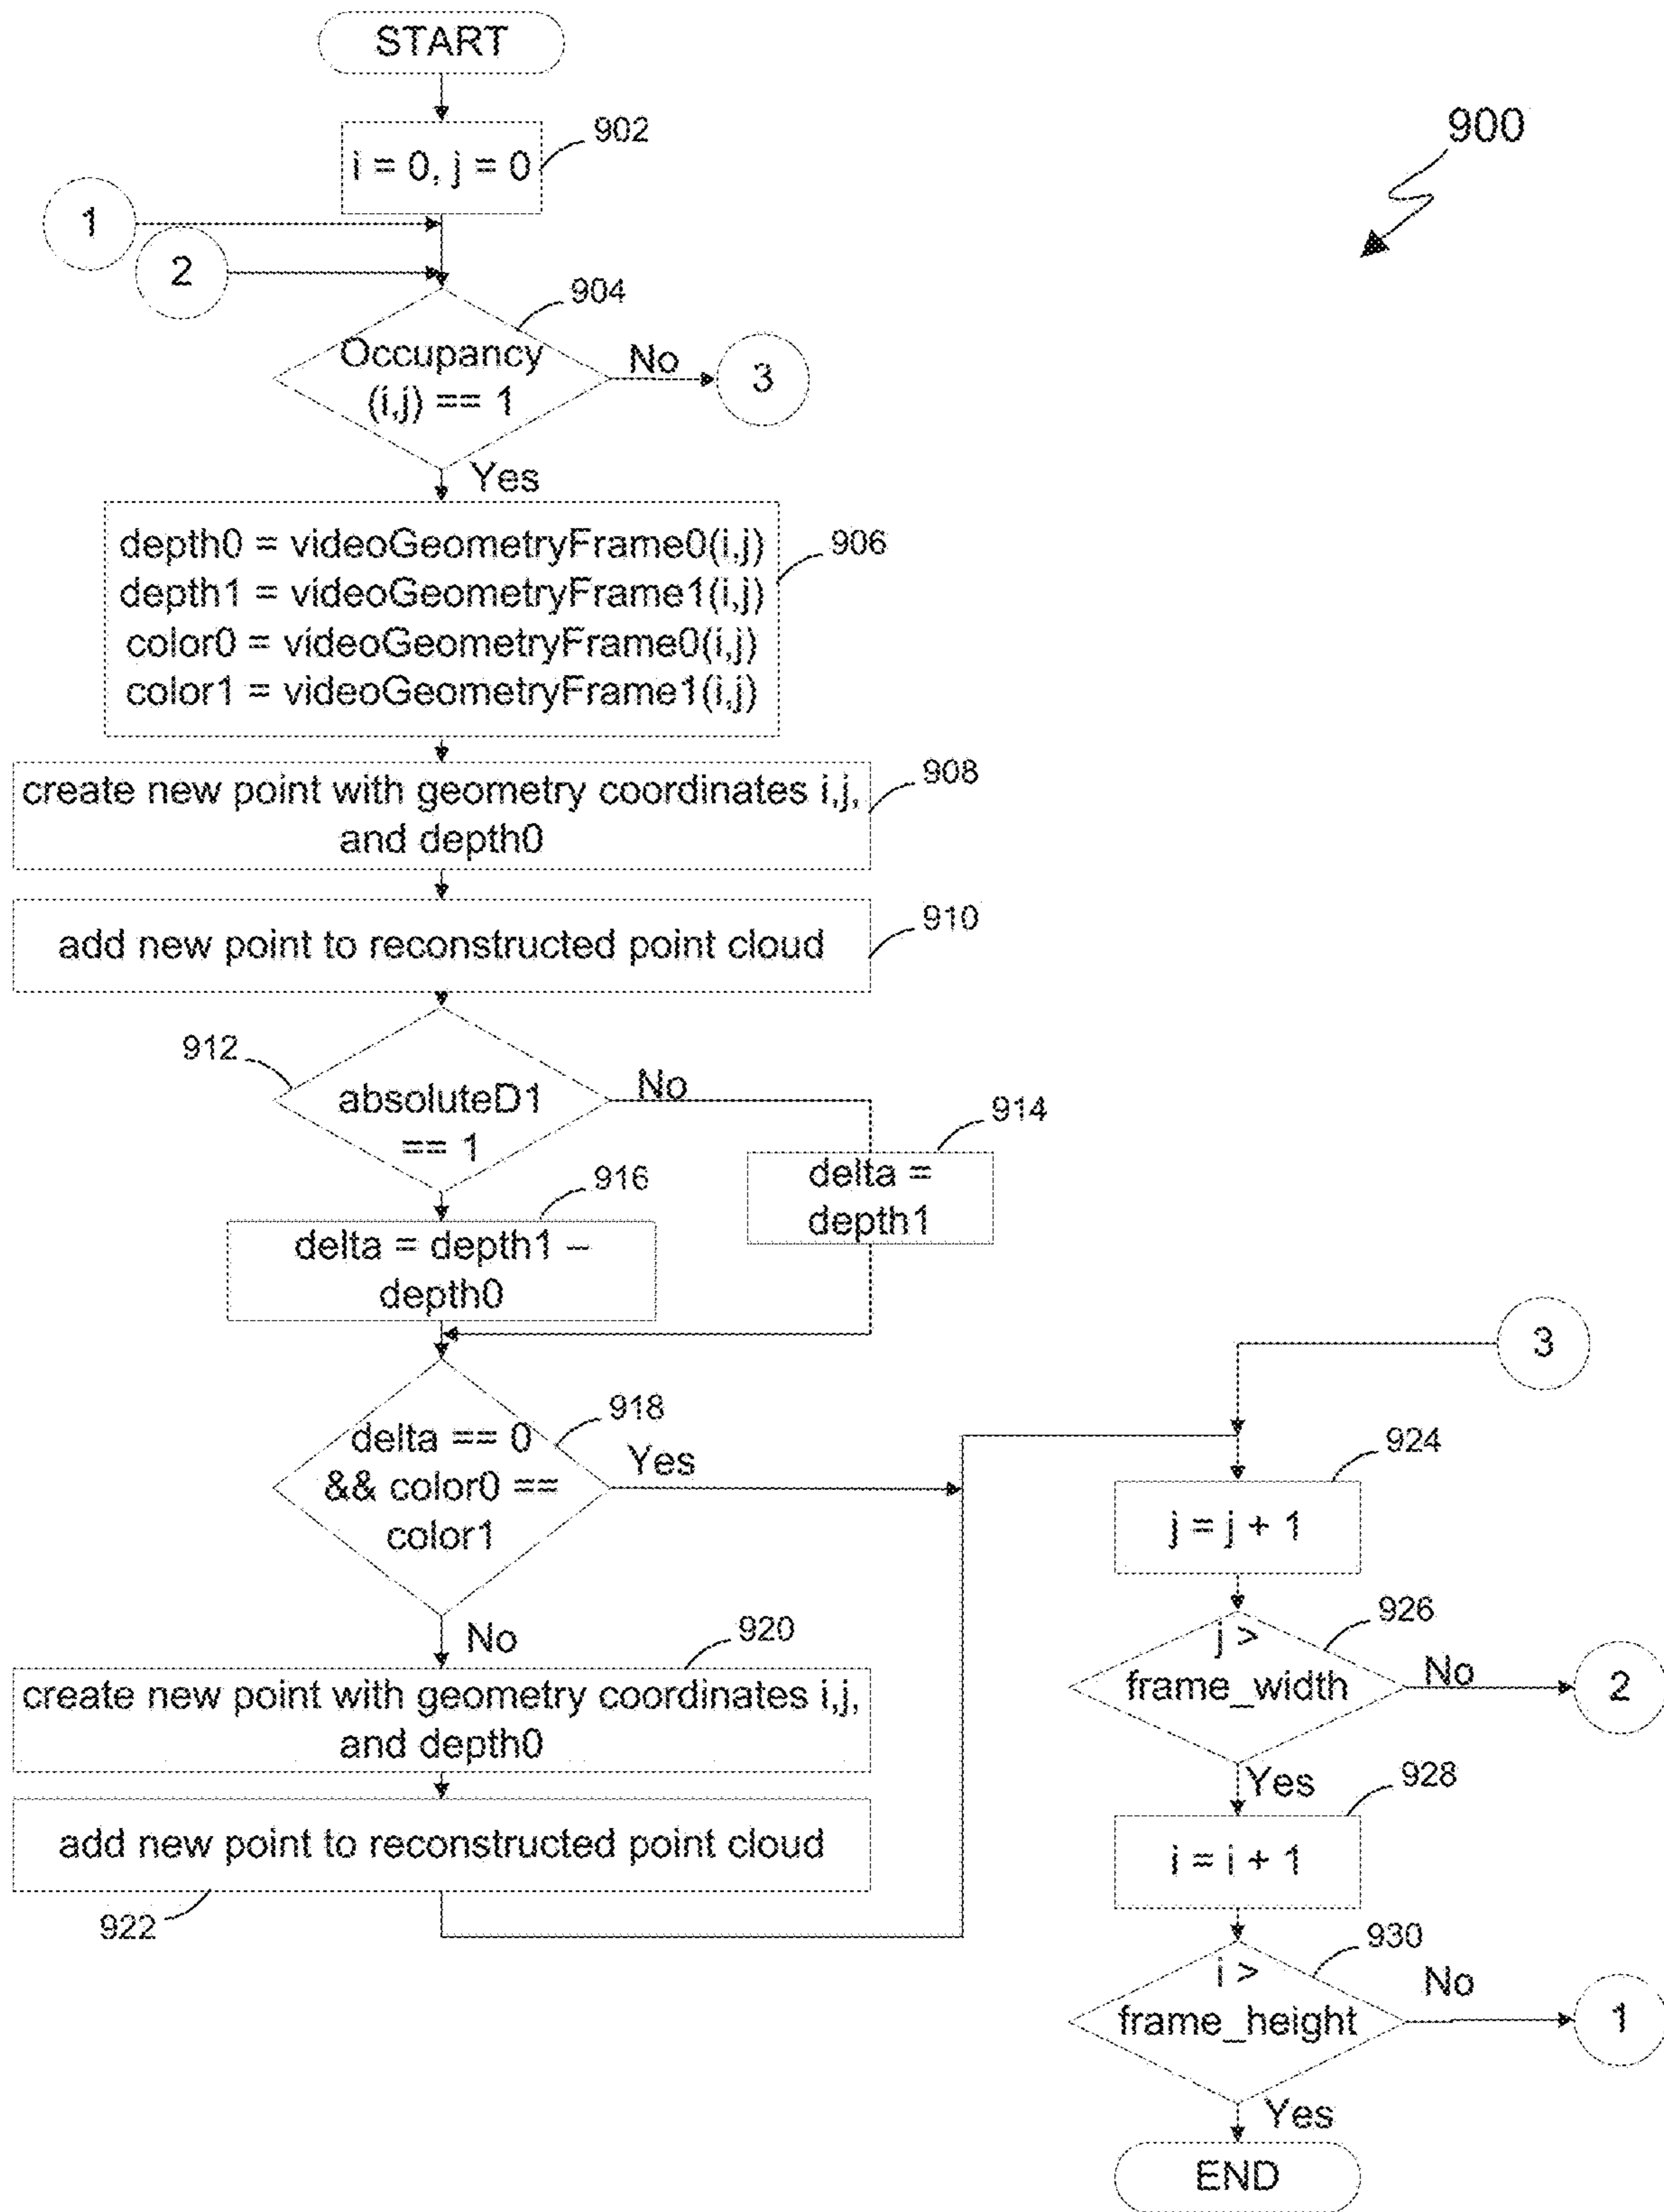 START
902
i = 0, j = 0
900
1
2
904
Occupancy
(i,j) == 1
No
3
Yes
depth0 = videoGeometryFrame0(i,j)
depth1 = videoGeometryFrame1(i,j)
color0 = videoGeometryFrame0(i,j)
color1 = videoGeometryFrame1(i,j)
906
create new point with geometry coordinates i,j,
and depth0
908
add new point to reconstructed point cloud
910
912
absoluteD1
== 1
No
914
delta =
depth1
916
delta = depth1 –
depth0
918
delta == 0
&& color0 ==
color1
Yes
No
920
create new point with geometry coordinates i,j,
and depth0
add new point to reconstructed point cloud
922
3
924
j = j + 1
926
j >
frame_width
No
2
Yes
928
i = i + 1
930
i >
frame_height
No
1
Yes
END